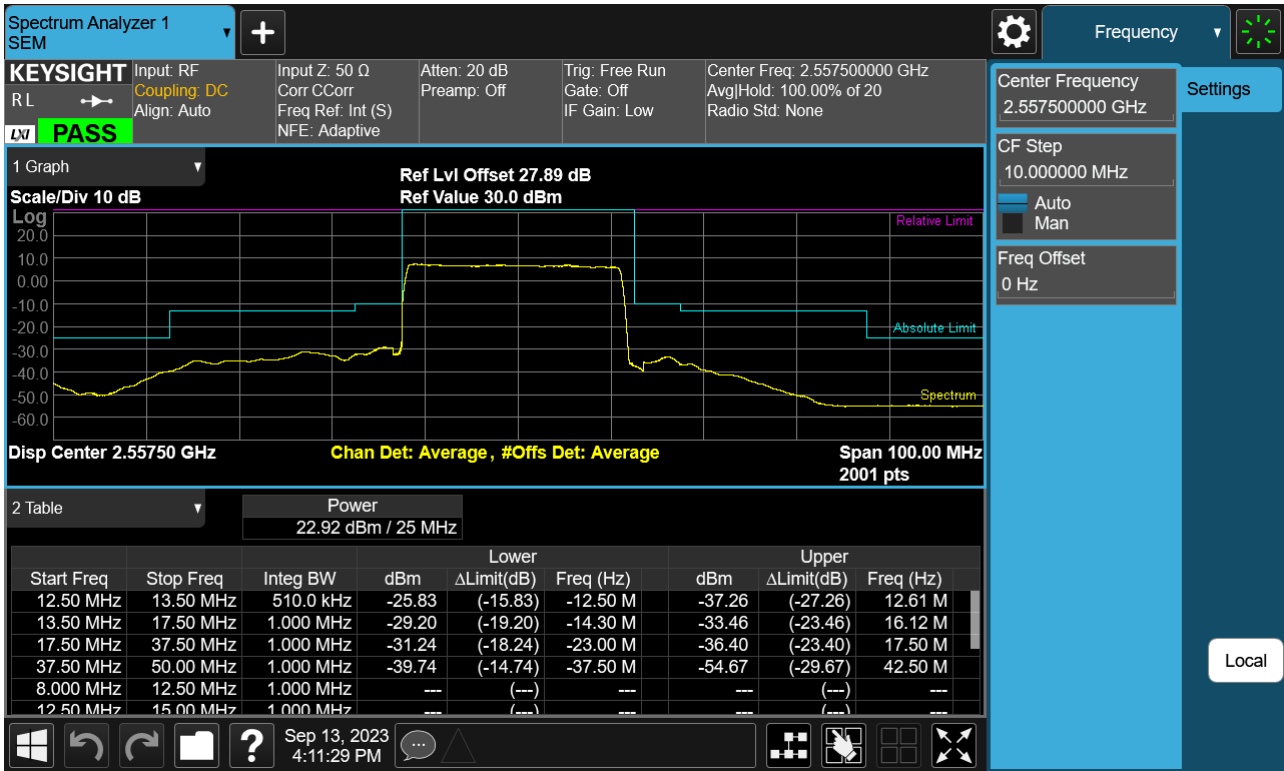 Spectrum Analyzer 1
SEM
+
Frequency
KEYSIGHT
RL
LXI PASS
Input: RF
Coupling: DC
Align: Auto
Input Z: 50 Ω
Corr CCorr
Freq Ref: Int (S)
NFE: Adaptive
Atten: 20 dB
Preamp: Off
Trig: Free Run
Gate: Off
IF Gain: Low
Center Freq: 2.557500000 GHz
Avg|Hold: 100.00% of 20
Radio Std: None
Center Frequency
2.557500000 GHz
Settings
CF Step
10.000000 MHz
Auto
Man
Freq Offset
0 Hz
Local
1 Graph
Scale/Div 10 dB
Ref Lvl Offset 27.89 dB
Ref Value 30.0 dBm
Log
20.0
10.0
0.00
-10.0
-20.0
-30.0
-40.0
-50.0
-60.0
Relative Limit
Absolute Limit
Spectrum
Disp Center 2.55750 GHz
Chan Det: Average , #Offs Det: Average
Span 100.00 MHz
2001 pts
2 Table
Power
22.92 dBm / 25 MHz
Lower Upper
Start Freq Stop Freq Integ BW dBm ΔLimit(dB) Freq (Hz) dBm ΔLimit(dB) Freq (Hz)
12.50 MHz 13.50 MHz 510.0 kHz -25.83 (-15.83) -12.50 M -37.26 (-27.26) 12.61 M
13.50 MHz 17.50 MHz 1.000 MHz -29.20 (-19.20) -14.30 M -33.46 (-23.46) 16.12 M
17.50 MHz 37.50 MHz 1.000 MHz -31.24 (-18.24) -23.00 M -36.40 (-23.40) 17.50 M
37.50 MHz 50.00 MHz 1.000 MHz -39.74 (-14.74) -37.50 M -54.67 (-29.67) 42.50 M
8.000 MHz 12.50 MHz 1.000 MHz --- (---) --- --- (---) ---
12.50 MHz 15.00 MHz 1.000 MHz --- (---) --- --- (---) ---
?
Sep 13, 2023
4:11:29 PM